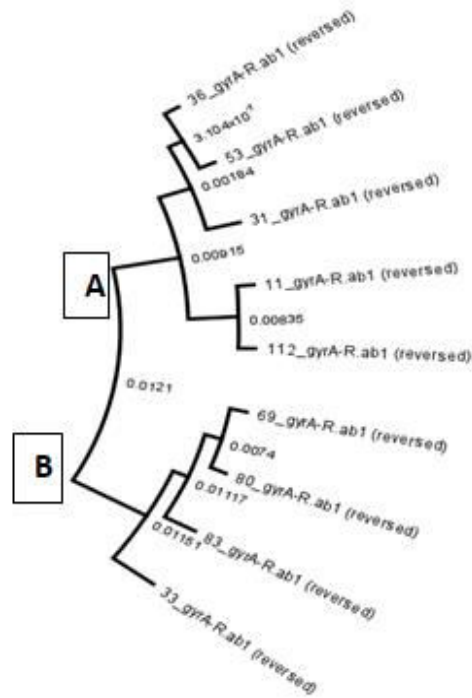 36_gyrA-R.ab1 (reversed)
3.104x10⁻⁷
53_gyrA-R.ab1 (reversed)
0.00184
31_gyrA-R.ab1 (reversed)
0.00915
A
11_gyrA-R.ab1 (reversed)
0.00835
112_gyrA-R.ab1 (reversed)
0.0121
69_gyrA-R.ab1 (reversed)
0.0074
B
80_gyrA-R.ab1 (reversed)
0.01117
83_gyrA-R.ab1 (reversed)
0.01151
33_gyrA-R.ab1 (reversed)